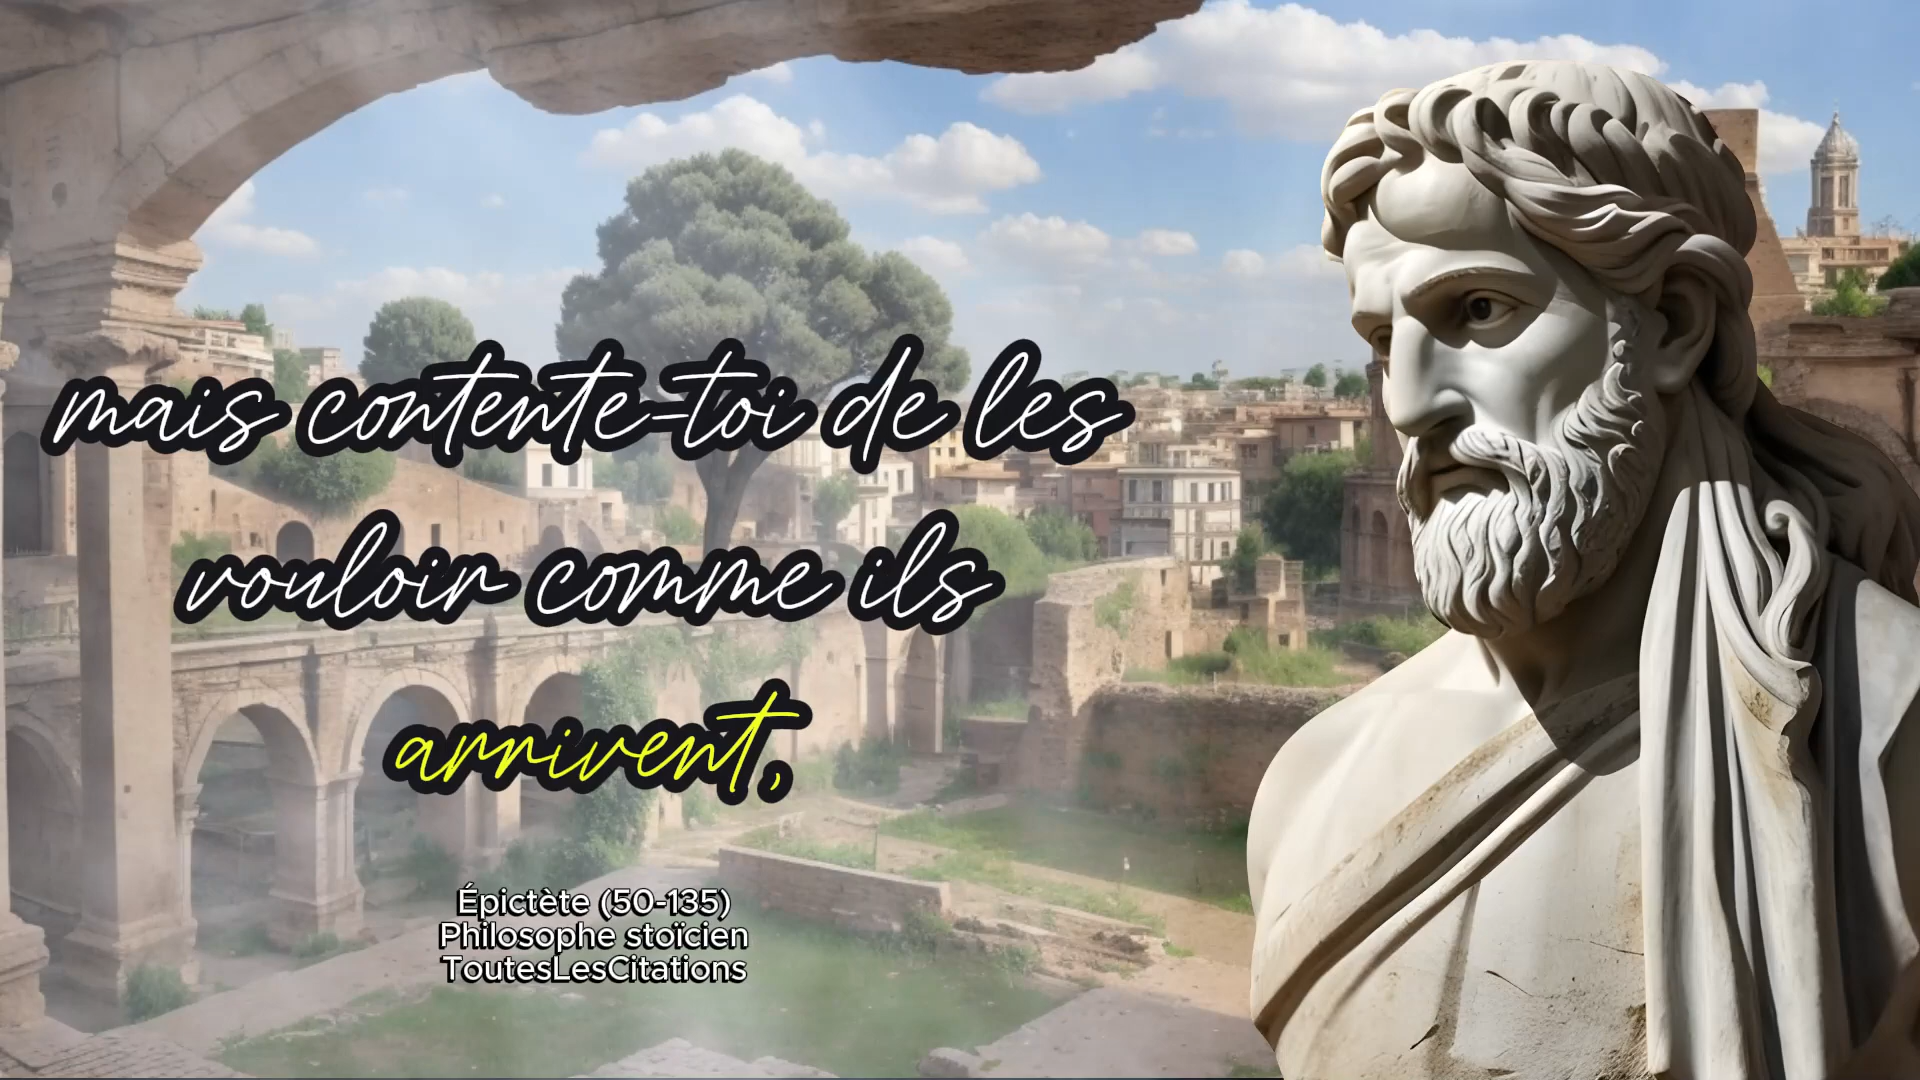 mais contente-toi de les
vouloir comme ils
arrivent,
Épictète (50-135)
Philosophe stoïcien
ToutesLesCitations